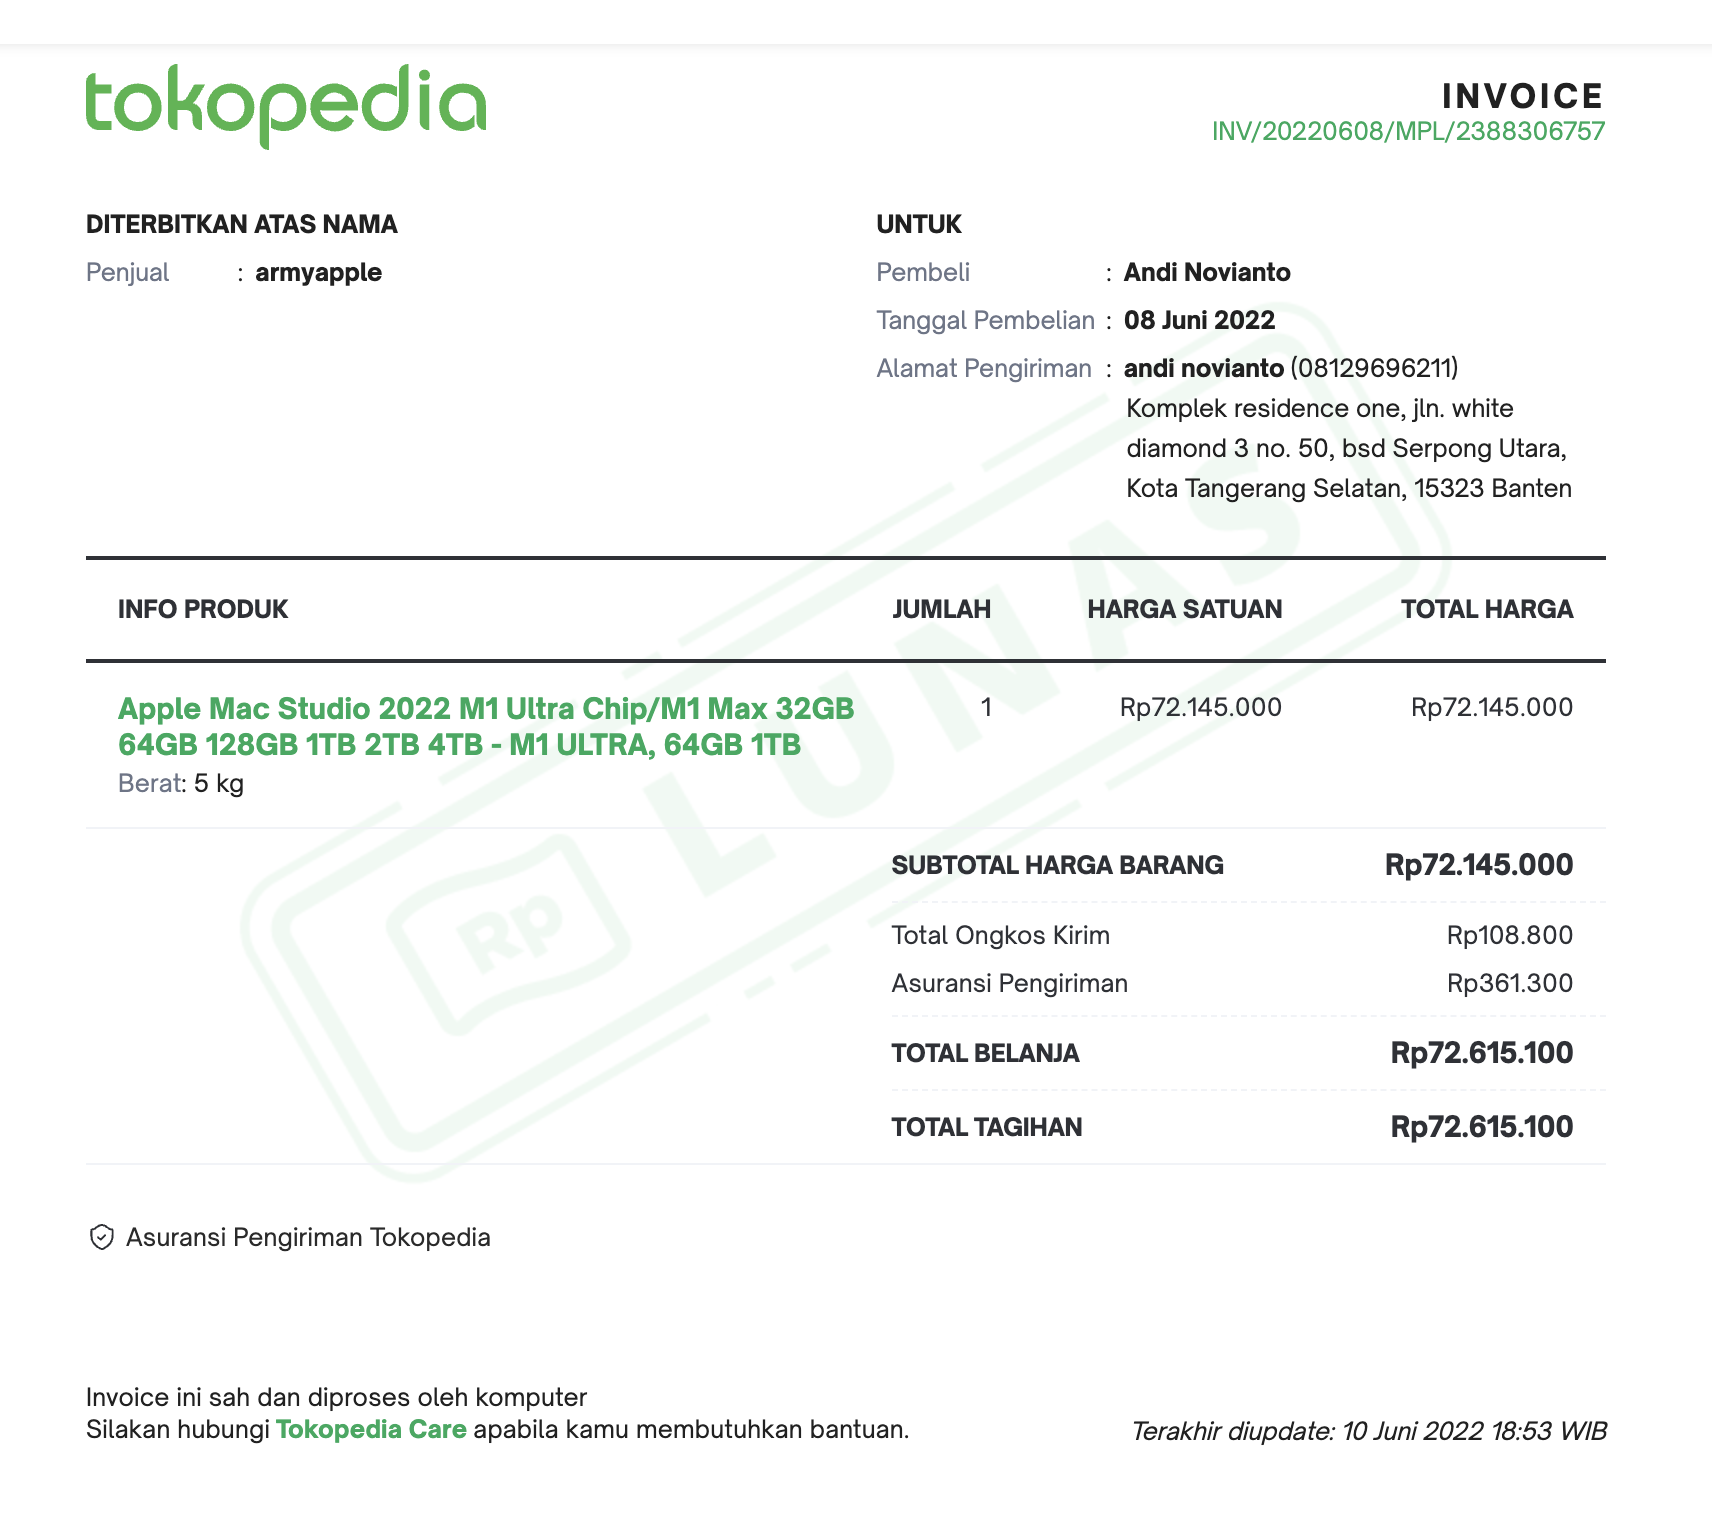 tokopedia
INVOICE
INV/20220608/MPL/2388306757
DITERBITKAN ATAS NAMA
Penjual : armyapple
UNTUK
Pembeli : Andi Novianto
Tanggal Pembelian : 08 Juni 2022
Alamat Pengiriman : andi novianto (08129696211)
Komplek residence one, jln. white
diamond 3 no. 50, bsd Serpong Utara,
Kota Tangerang Selatan, 15323 Banten
INFO PRODUK JUMLAH HARGA SATUAN TOTAL HARGA
Apple Mac Studio 2022 M1 Ultra Chip/M1 Max 32GB 1 Rp72.145.000 Rp72.145.000
64GB 128GB 1TB 2TB 4TB - M1 ULTRA, 64GB 1TB
Berat: 5 kg
Rp LUNAS
SUBTOTAL HARGA BARANG Rp72.145.000
Total Ongkos Kirim Rp108.800
Asuransi Pengiriman Rp361.300
TOTAL BELANJA Rp72.615.100
TOTAL TAGIHAN Rp72.615.100
Asuransi Pengiriman Tokopedia
Invoice ini sah dan diproses oleh komputer
Silakan hubungi Tokopedia Care apabila kamu membutuhkan bantuan.
Terakhir diupdate: 10 Juni 2022 18:53 WIB